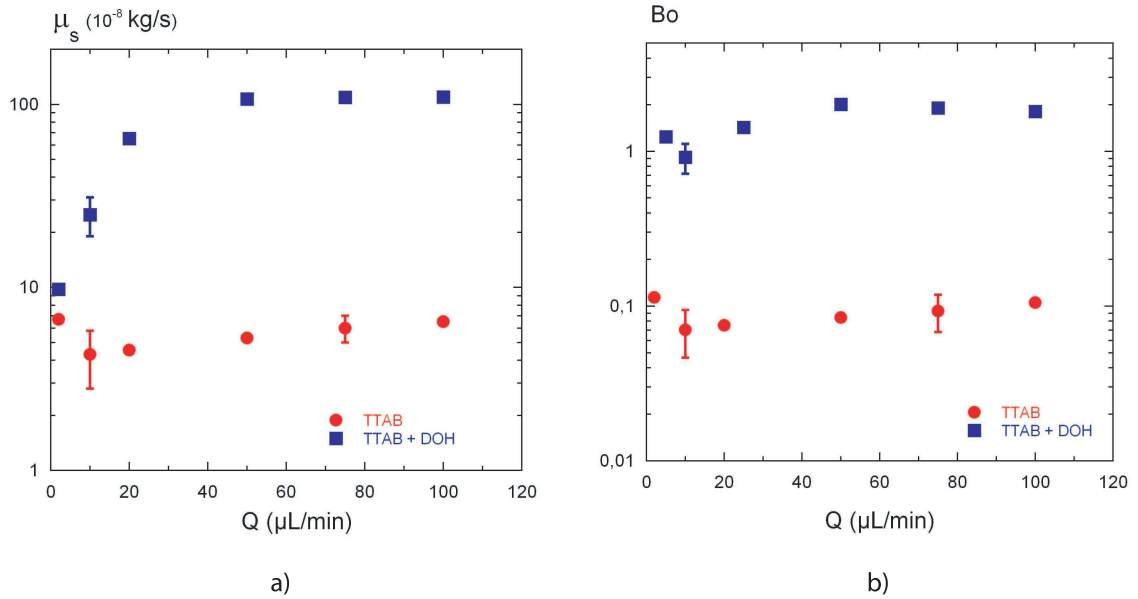 μs (10-8 kg/s)
100
10
1
TTAB
TTAB + DOH
0 20 40 60 80 100 120
Q (µL/min)
a)
Bo
1
0,1
0,01
TTAB
TTAB + DOH
0 20 40 60 80 100 120
Q (µL/min)
b)